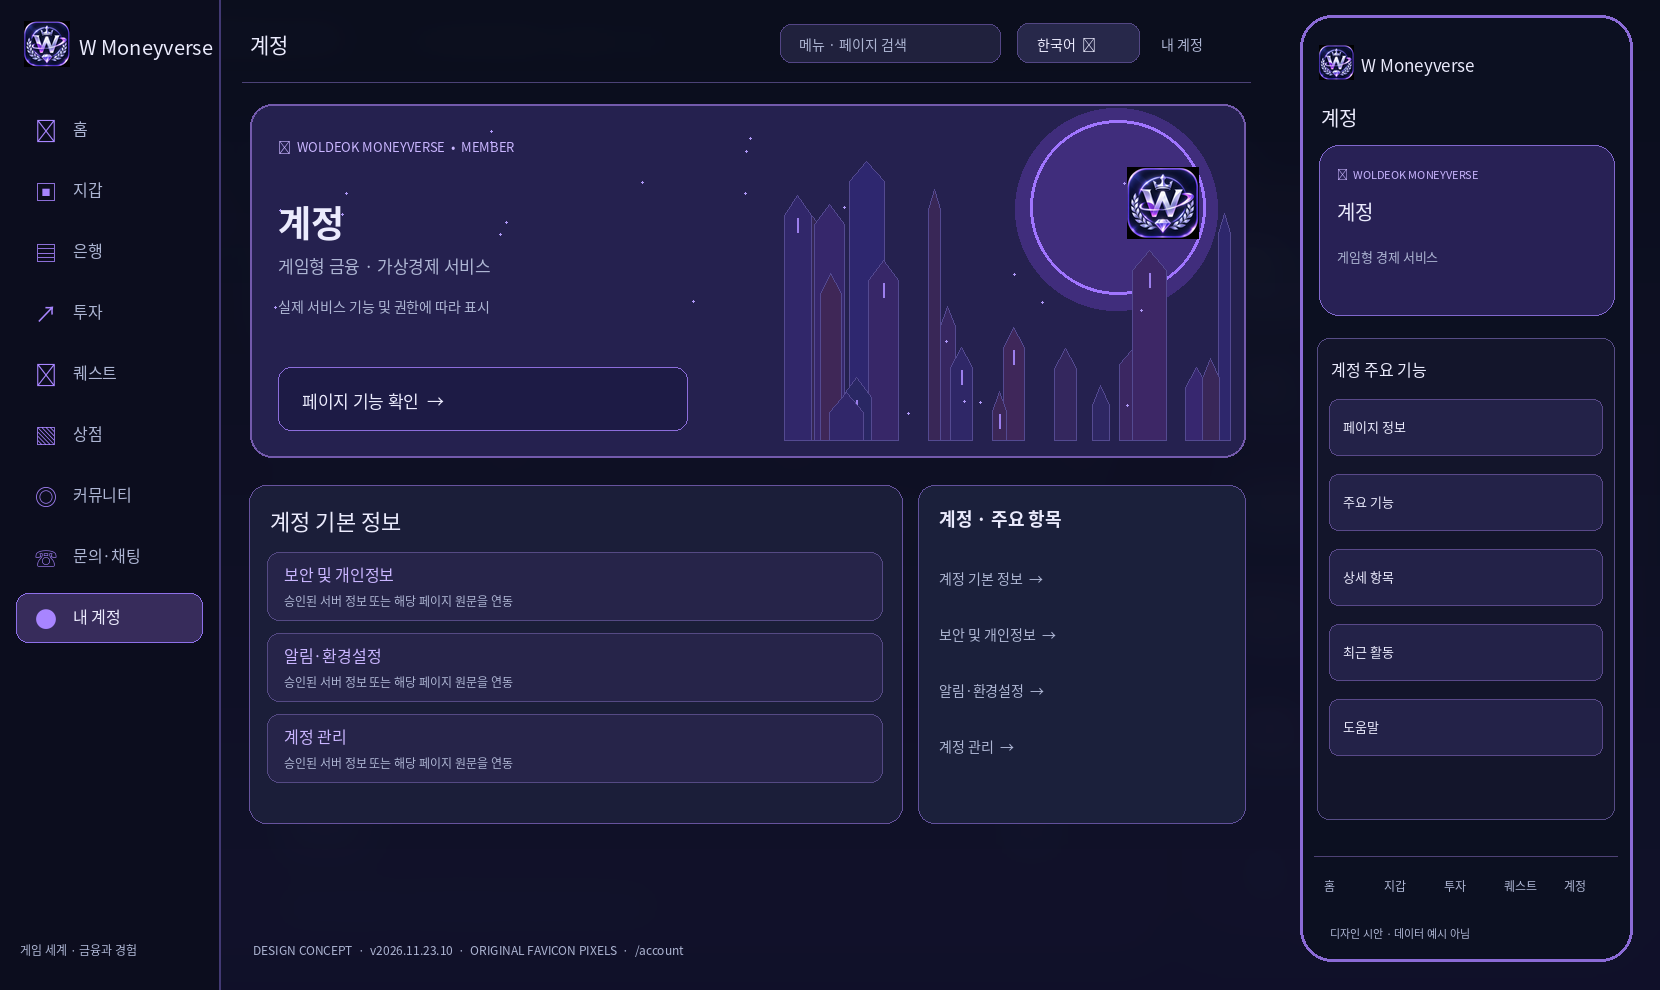 W Moneyverse
홈
지갑
은행
투자
퀘스트
상점
커뮤니티
문의·채팅
내 계정
게임 세계 · 금융과 경험
계정
메뉴 · 페이지 검색
한국어
내 계정
WOLDEOK MONEYVERSE • MEMBER
계정
게임형 금융 · 가상경제 서비스
실제 서비스 기능 및 권한에 따라 표시
페이지 기능 확인 →
W
계정 기본 정보
보안 및 개인정보
승인된 서버 정보 또는 해당 페이지 원문을 연동
알림·환경설정
승인된 서버 정보 또는 해당 페이지 원문을 연동
계정 관리
승인된 서버 정보 또는 해당 페이지 원문을 연동
계정 · 주요 항목
계정 기본 정보 →
보안 및 개인정보 →
알림·환경설정 →
계정 관리 →
DESIGN CONCEPT · v2026.11.23.10 · ORIGINAL FAVICON PIXELS · /account
W Moneyverse
계정
WOLDEOK MONEYVERSE
계정
게임형 경제 서비스
계정 주요 기능
페이지 정보
주요 기능
상세 항목
최근 활동
도움말
홈 지갑 투자 퀘스트 계정
디자인 시안 · 데이터 예시 아님